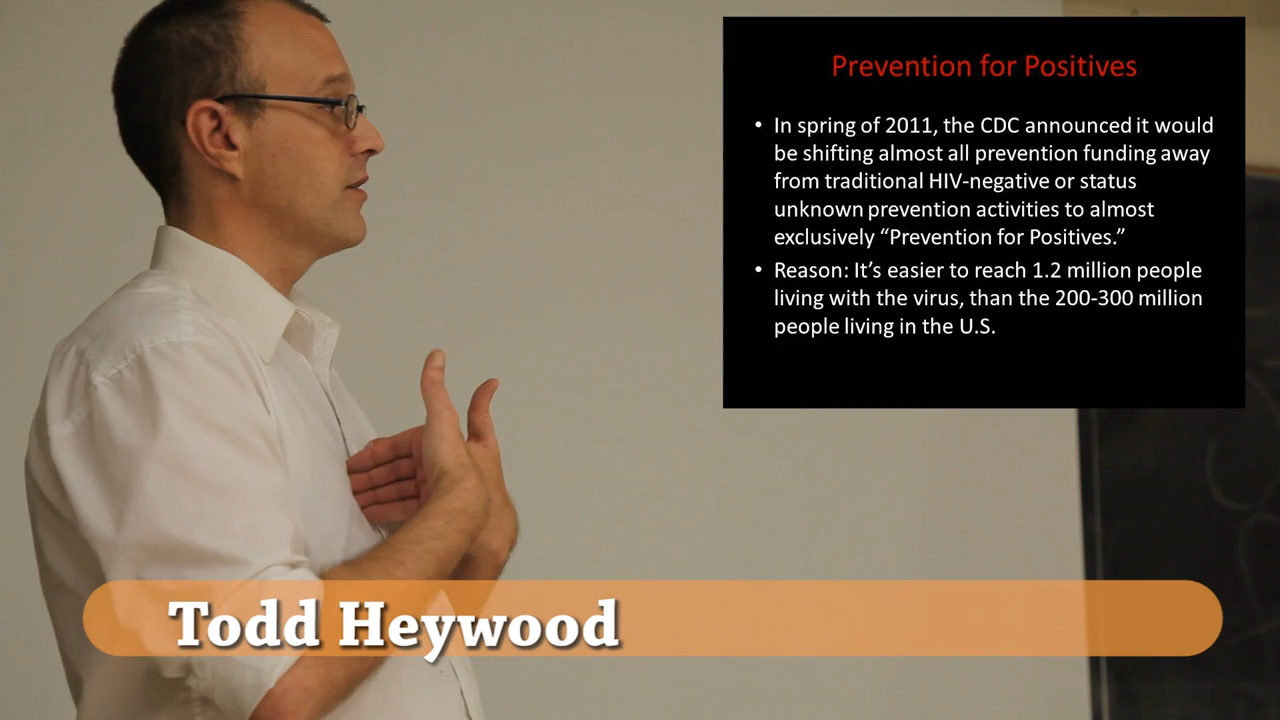 Prevention for Positives
• In spring of 2011, the CDC announced it would
be shifting almost all prevention funding away
from traditional HIV-negative or status
unknown prevention activities to almost
exclusively “Prevention for Positives.”
• Reason: It’s easier to reach 1.2 million people
living with the virus, than the 200-300 million
people living in the U.S.
Todd Heywood